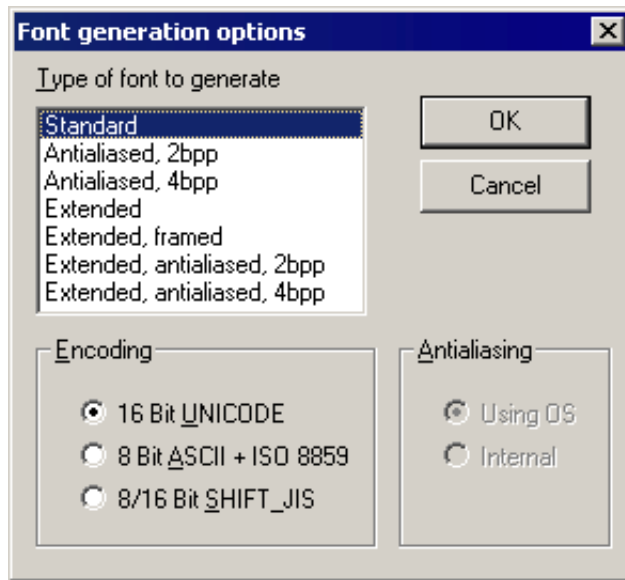 Font generation options
Type of font to generate
Standard
Antialiased, 2bpp
Antialiased, 4bpp
Extended
Extended, framed
Extended, antialiased, 2bpp
Extended, antialiased, 4bpp
OK
Cancel
Encoding
16 Bit UNICODE
8 Bit ASCII + ISO 8859
8/16 Bit SHIFT_JIS
Antialiasing
Using OS
Internal